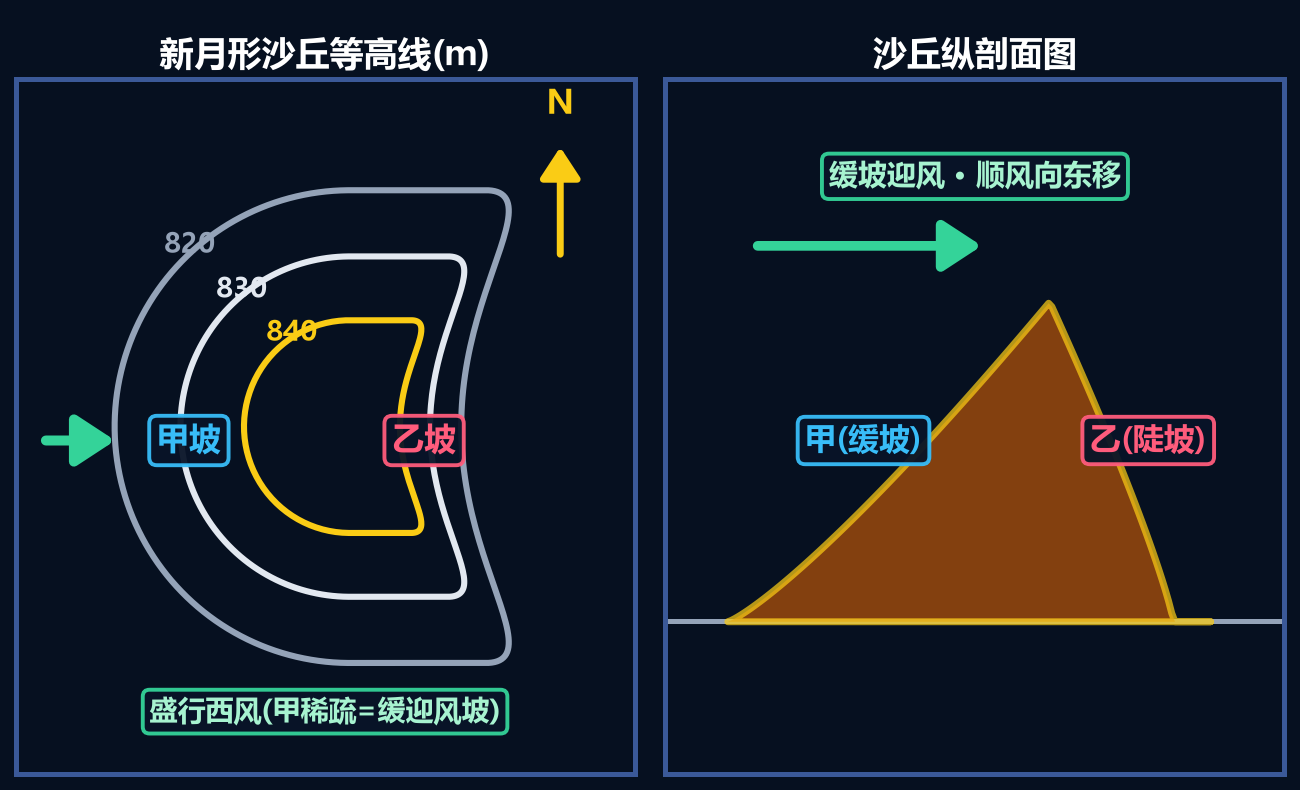 新月形沙丘等高线(m)
N
820
830
840
甲坡
乙坡
盛行西风(甲稀疏=缓迎风坡)
沙丘纵剖面图
缓坡迎风·顺风向东移
甲(缓坡)
乙(陡坡)